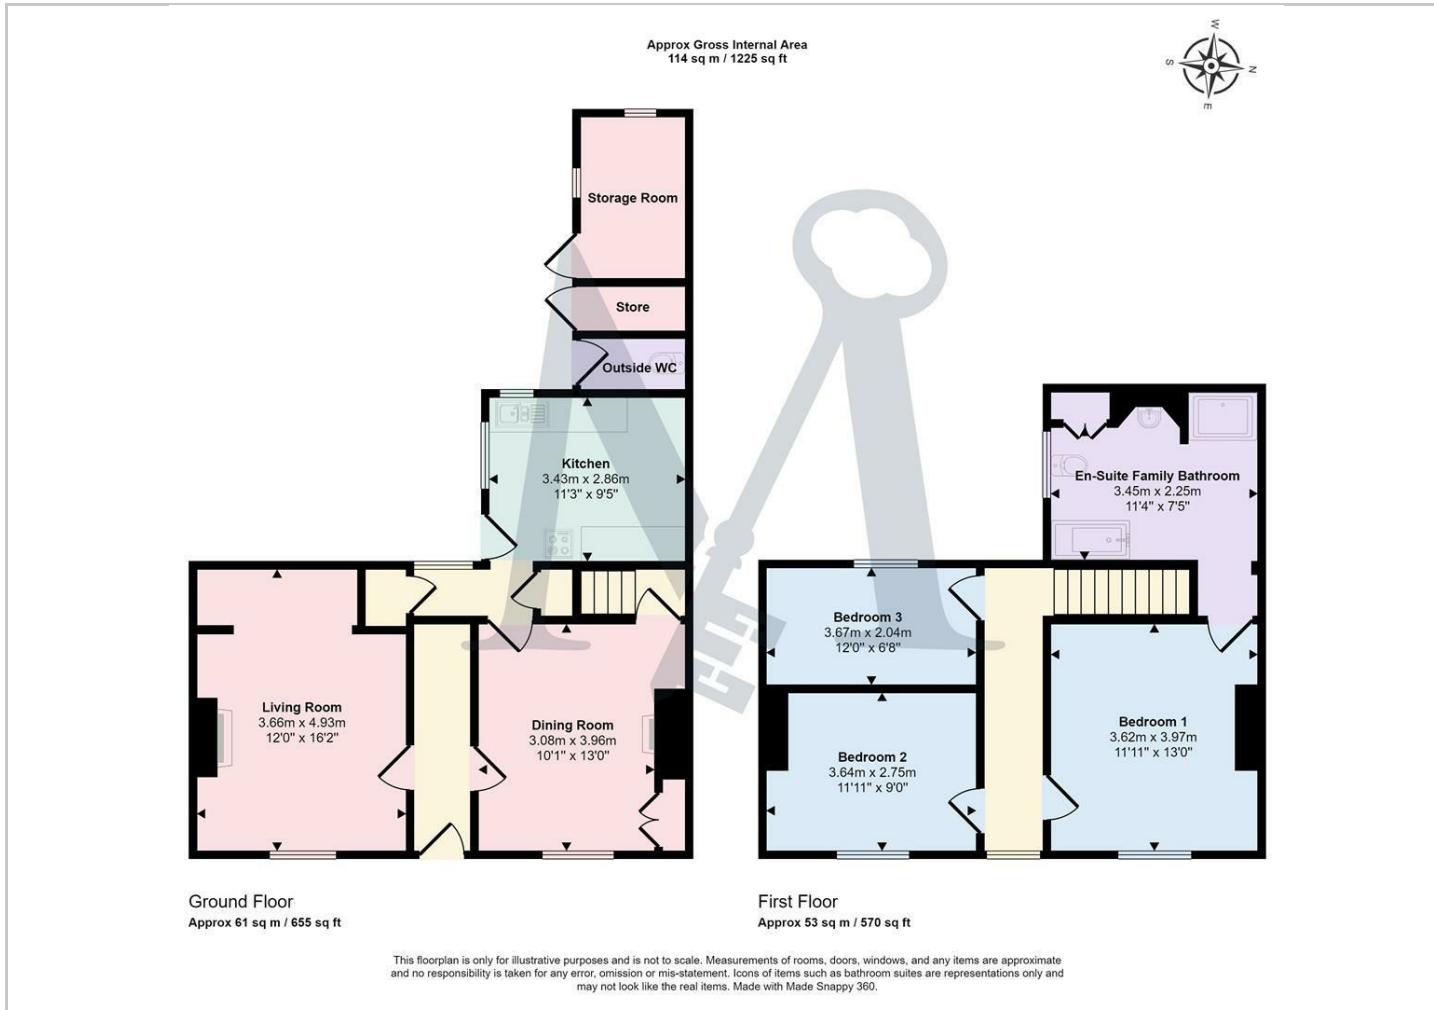 Approx Gross Internal Area
114 sq m / 1225 sq ft
W
S
N
E
Storage Room
Store
Outside WC
Kitchen
3.43m x 2.86m
11'3" x 9'5"
En-Suite Family Bathroom
3.45m x 2.25m
11'4" x 7'5"
Living Room
3.66m x 4.93m
12'0" x 16'2"
Dining Room
3.08m x 3.96m
10'1" x 13'0"
Bedroom 3
3.67m x 2.04m
12'0" x 6'8"
Bedroom 2
3.64m x 2.75m
11'11" x 9'0"
Bedroom 1
3.62m x 3.97m
11'11" x 13'0"
Ground Floor
Approx 61 sq m / 655 sq ft
First Floor
Approx 53 sq m / 570 sq ft
This floorplan is only for illustrative purposes and is not to scale. Measurements of rooms, doors, windows, and any items are approximate
and no responsibility is taken for any error, omission or mis-statement. Icons of items such as bathroom suites are representations only and
may not look like the real items. Made with Made Snappy 360.